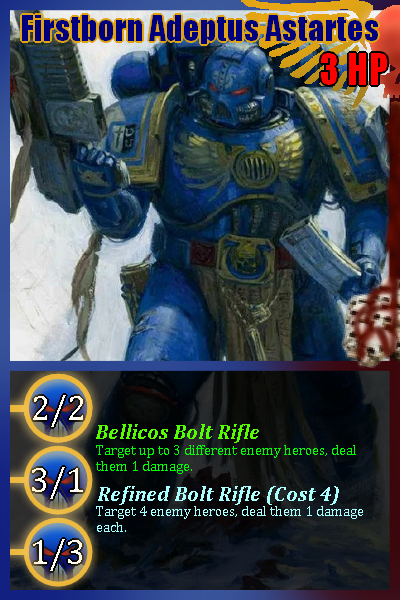 Firstborn Adeptus Astartes
3 HP
2/2
Bellicos Bolt Rifle
Target up to 3 different enemy heroes, deal
them 1 damage.
3/1
Refined Bolt Rifle (Cost 4)
Target 4 enemy heroes, deal them 1 damage
each.
1/3